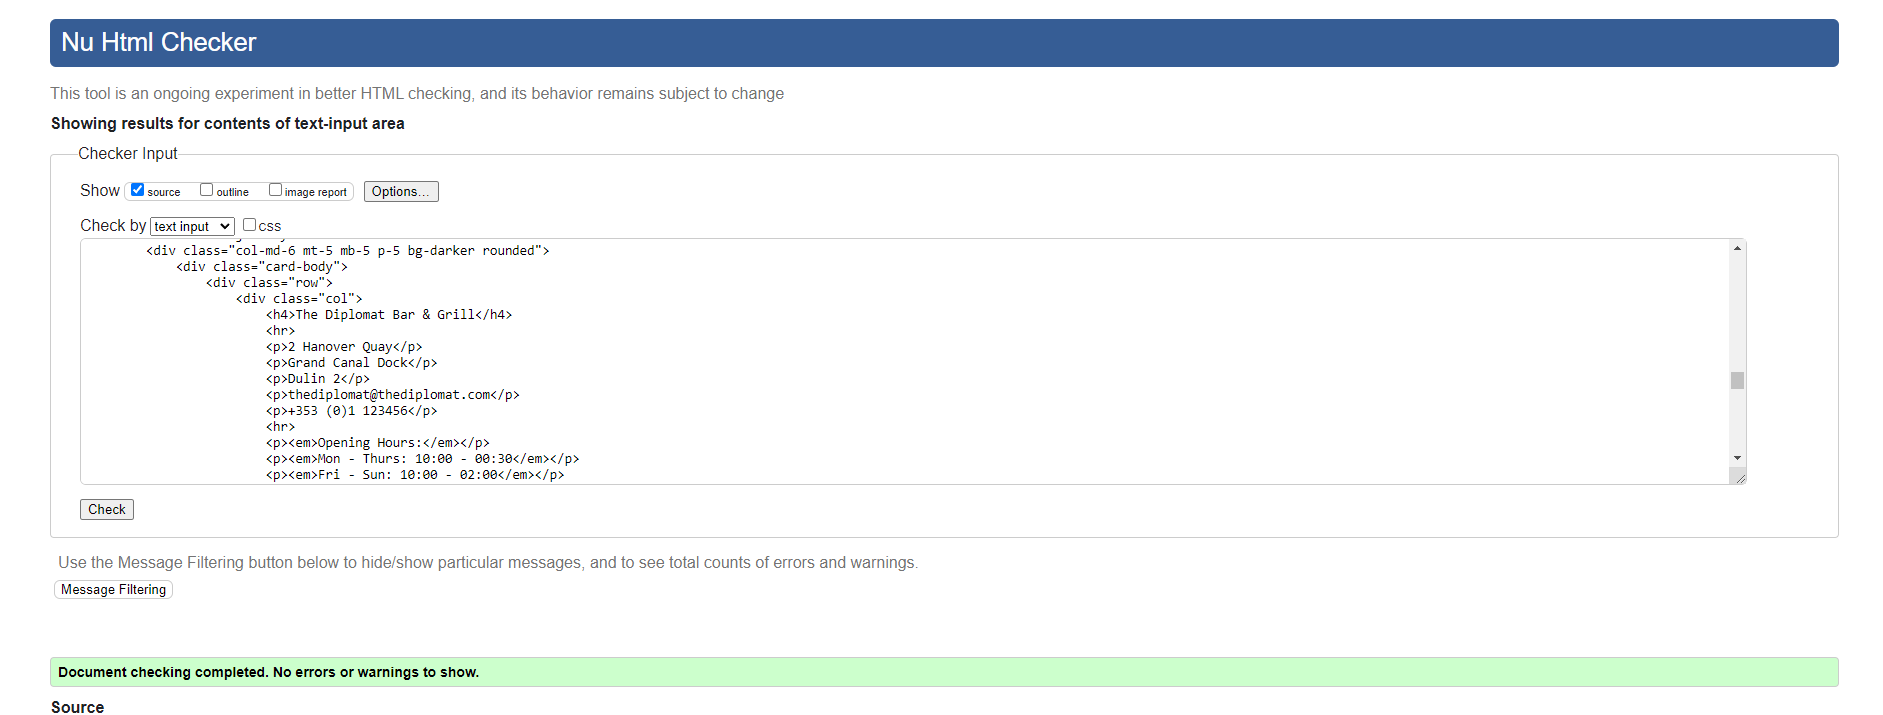 Nu Html Checker
This tool is an ongoing experiment in better HTML checking, and its behavior remains subject to change
Showing results for contents of text-input area
Checker Input
Show source outline image report Options...
Check by text input css
<div class="col-md-6 mt-5 mb-5 p-5 bg-darker rounded">
<div class="card-body">
<div class="row">
<div class="col">
<h4>The Diplomat Bar & Grill</h4>
<hr>
<p>2 Hanover Quay</p>
<p>Grand Canal Dock</p>
<p>Dulin 2</p>
<p>thediplomat@thediplomat.com</p>
<p>+353 (0)1 123456</p>
<hr>
<p><em>Opening Hours:</em></p>
<p><em>Mon - Thurs: 10:00 - 00:30</em></p>
<p><em>Fri - Sun: 10:00 - 02:00</em></p>
Check
Use the Message Filtering button below to hide/show particular messages, and to see total counts of errors and warnings.
Message Filtering
Document checking completed. No errors or warnings to show.
Source